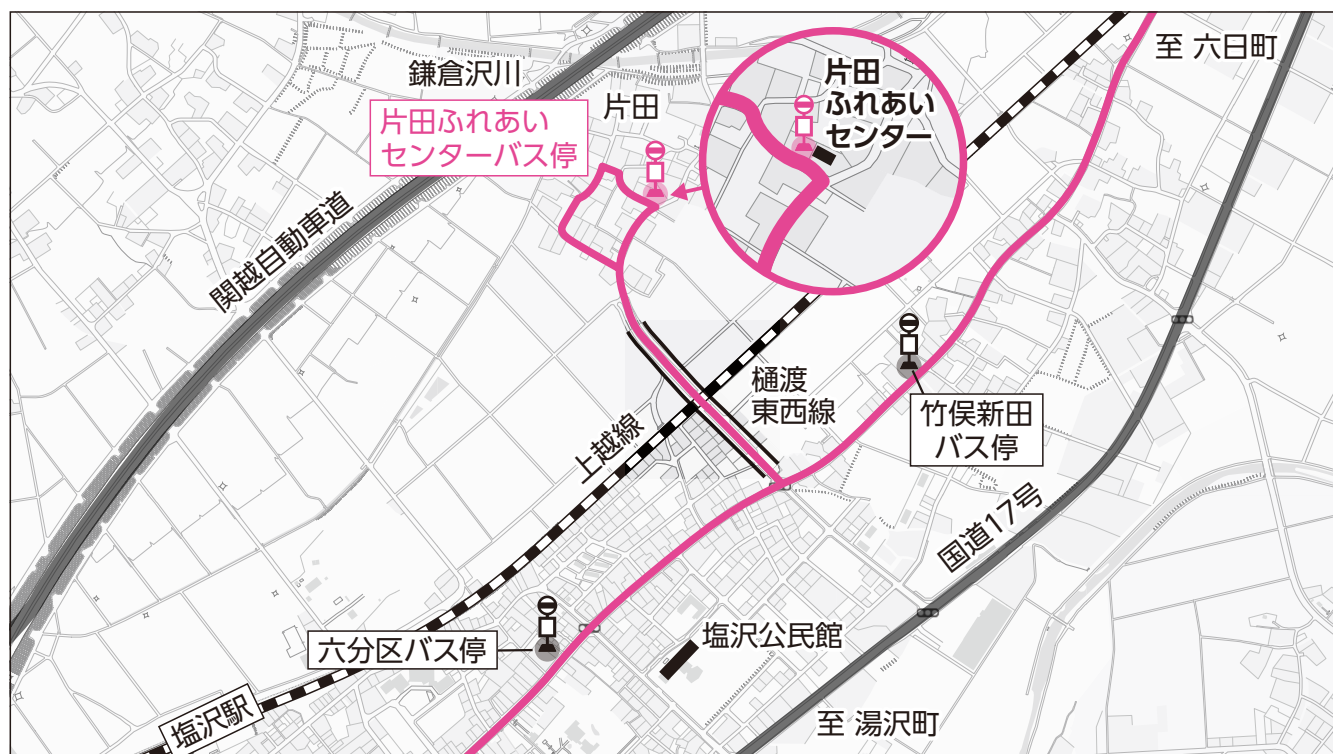 至 六日町
鎌倉沢川
片田
ふれあい
センター
片田
片田ふれあい
センターバス停
関越自動車道
樋渡
東西線
竹俣新田
バス停
上越線
国道17号
塩沢公民館
六分区バス停
塩沢駅
至 湯沢町